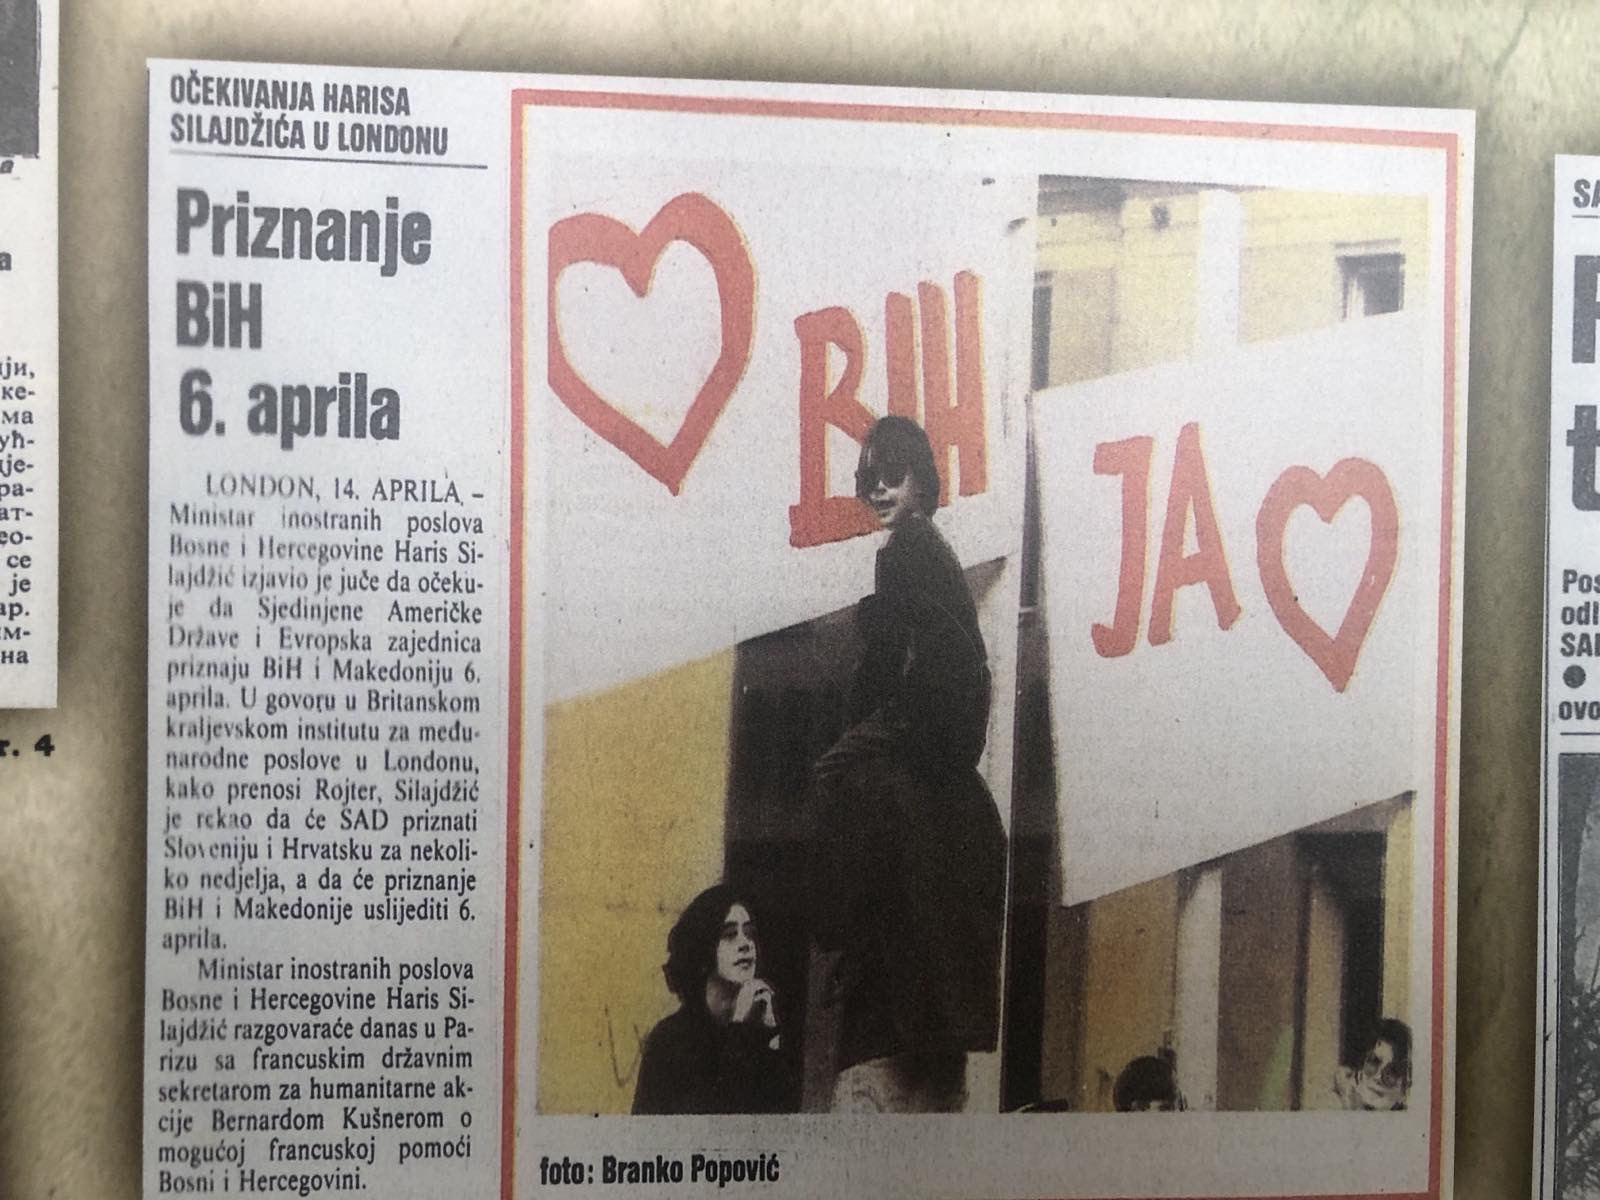 OČEKIVANJA HARISA
SILAJDŽIĆA U LONDONU
Priznanje
BiH
6. aprila
LONDON, 14. APRILA, –
Ministar inostranih poslova
Bosne i Hercegovine Haris Si-
lajdžić izjavio je juče da očeku-
je da Sjedinjene Američke
Države i Evropska zajednica
priznaju BiH i Makedoniju 6.
aprila. U govoru u Britanskom
kraljevskom institutu za među-
narodne poslove u Londonu,
kako prenosi Rojter, Silajdžić
je rekao da će SAD priznati
Sloveniju i Hrvatsku za nekoli-
ko nedjelja, a da će priznanje
BiH i Makedonije uslijediti 6.
aprila.
Ministar inostranih poslova
Bosne i Hercegovine Haris Si-
lajdžić razgovaraće danas u Pa-
rizu sa francuskim državnim
sekretarom za humanitarne ak-
cije Bernardom Kušnerom o
mogućoj francuskoj pomoći
Bosni i Hercegovini.
BIH
JA
foto: Branko Popović
ји,
ке-
ма
ућ-
је-
ра-
ат-
ео-
се
је
ар.
им-
на
r. 4
SA
Pos
odl
SAI
ovo